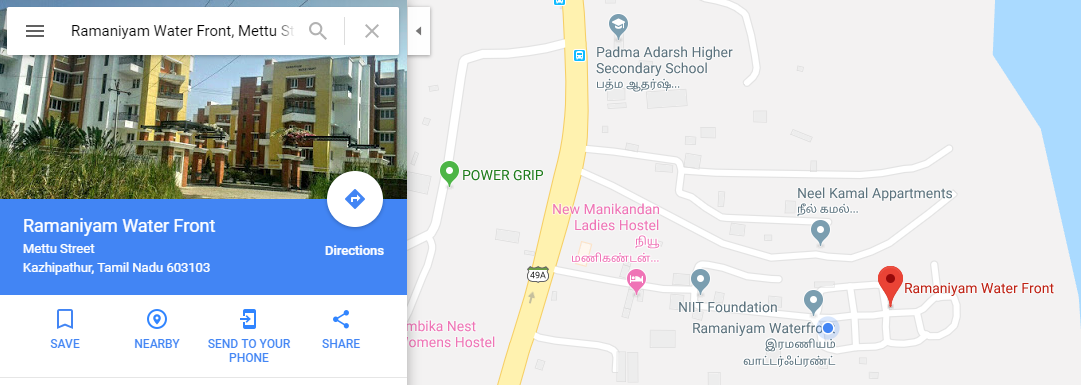 Ramaniyam Water Front, Mettu St
Ramaniyam Water Front
Mettu Street
Kazhipathur, Tamil Nadu 603103
Directions
SAVE
NEARBY
SEND TO YOUR
PHONE
SHARE
Padma Adarsh Higher
Secondary School
பத்ம ஆதர்ஷ்...
POWER GRIP
Neel Kamal Appartments
நீல் கமல்...
New Manikandan
Ladies Hostel
நியூ
மணிகண்டன்...
49A
Ramaniyam Water Front
NIIT Foundation
Ramaniyam Waterfro
இரமணியம்
வாட்டர்ஃப்ரண்ட்
mbika Nest
omens Hostel